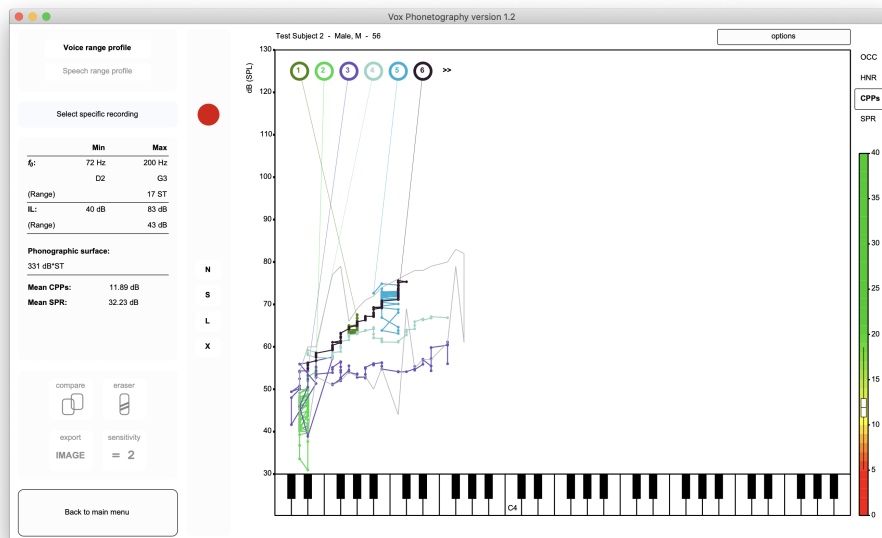 Vox Phonetography version 1.2
Voice range profile
Speech range profile
Select specific recording
Min Max
f₀: 72 Hz 200 Hz
D2 G3
(Range) 17 ST
IL: 40 dB 83 dB
(Range) 43 dB
Phonographic surface:
331 dB*ST
Mean CPPs: 11.89 dB
Mean SPR: 32.23 dB
compare eraser
export sensitivity
IMAGE = 2
Back to main menu
N
S
L
X
Test Subject 2 - Male, M - 56
options
dB (SPL)
130
120
110
100
90
80
70
60
50
40
30
1 2 3 4 5 6 >>
C4
OCC
HNR
CPPs
SPR
40
35
30
25
20
15
10
5
0